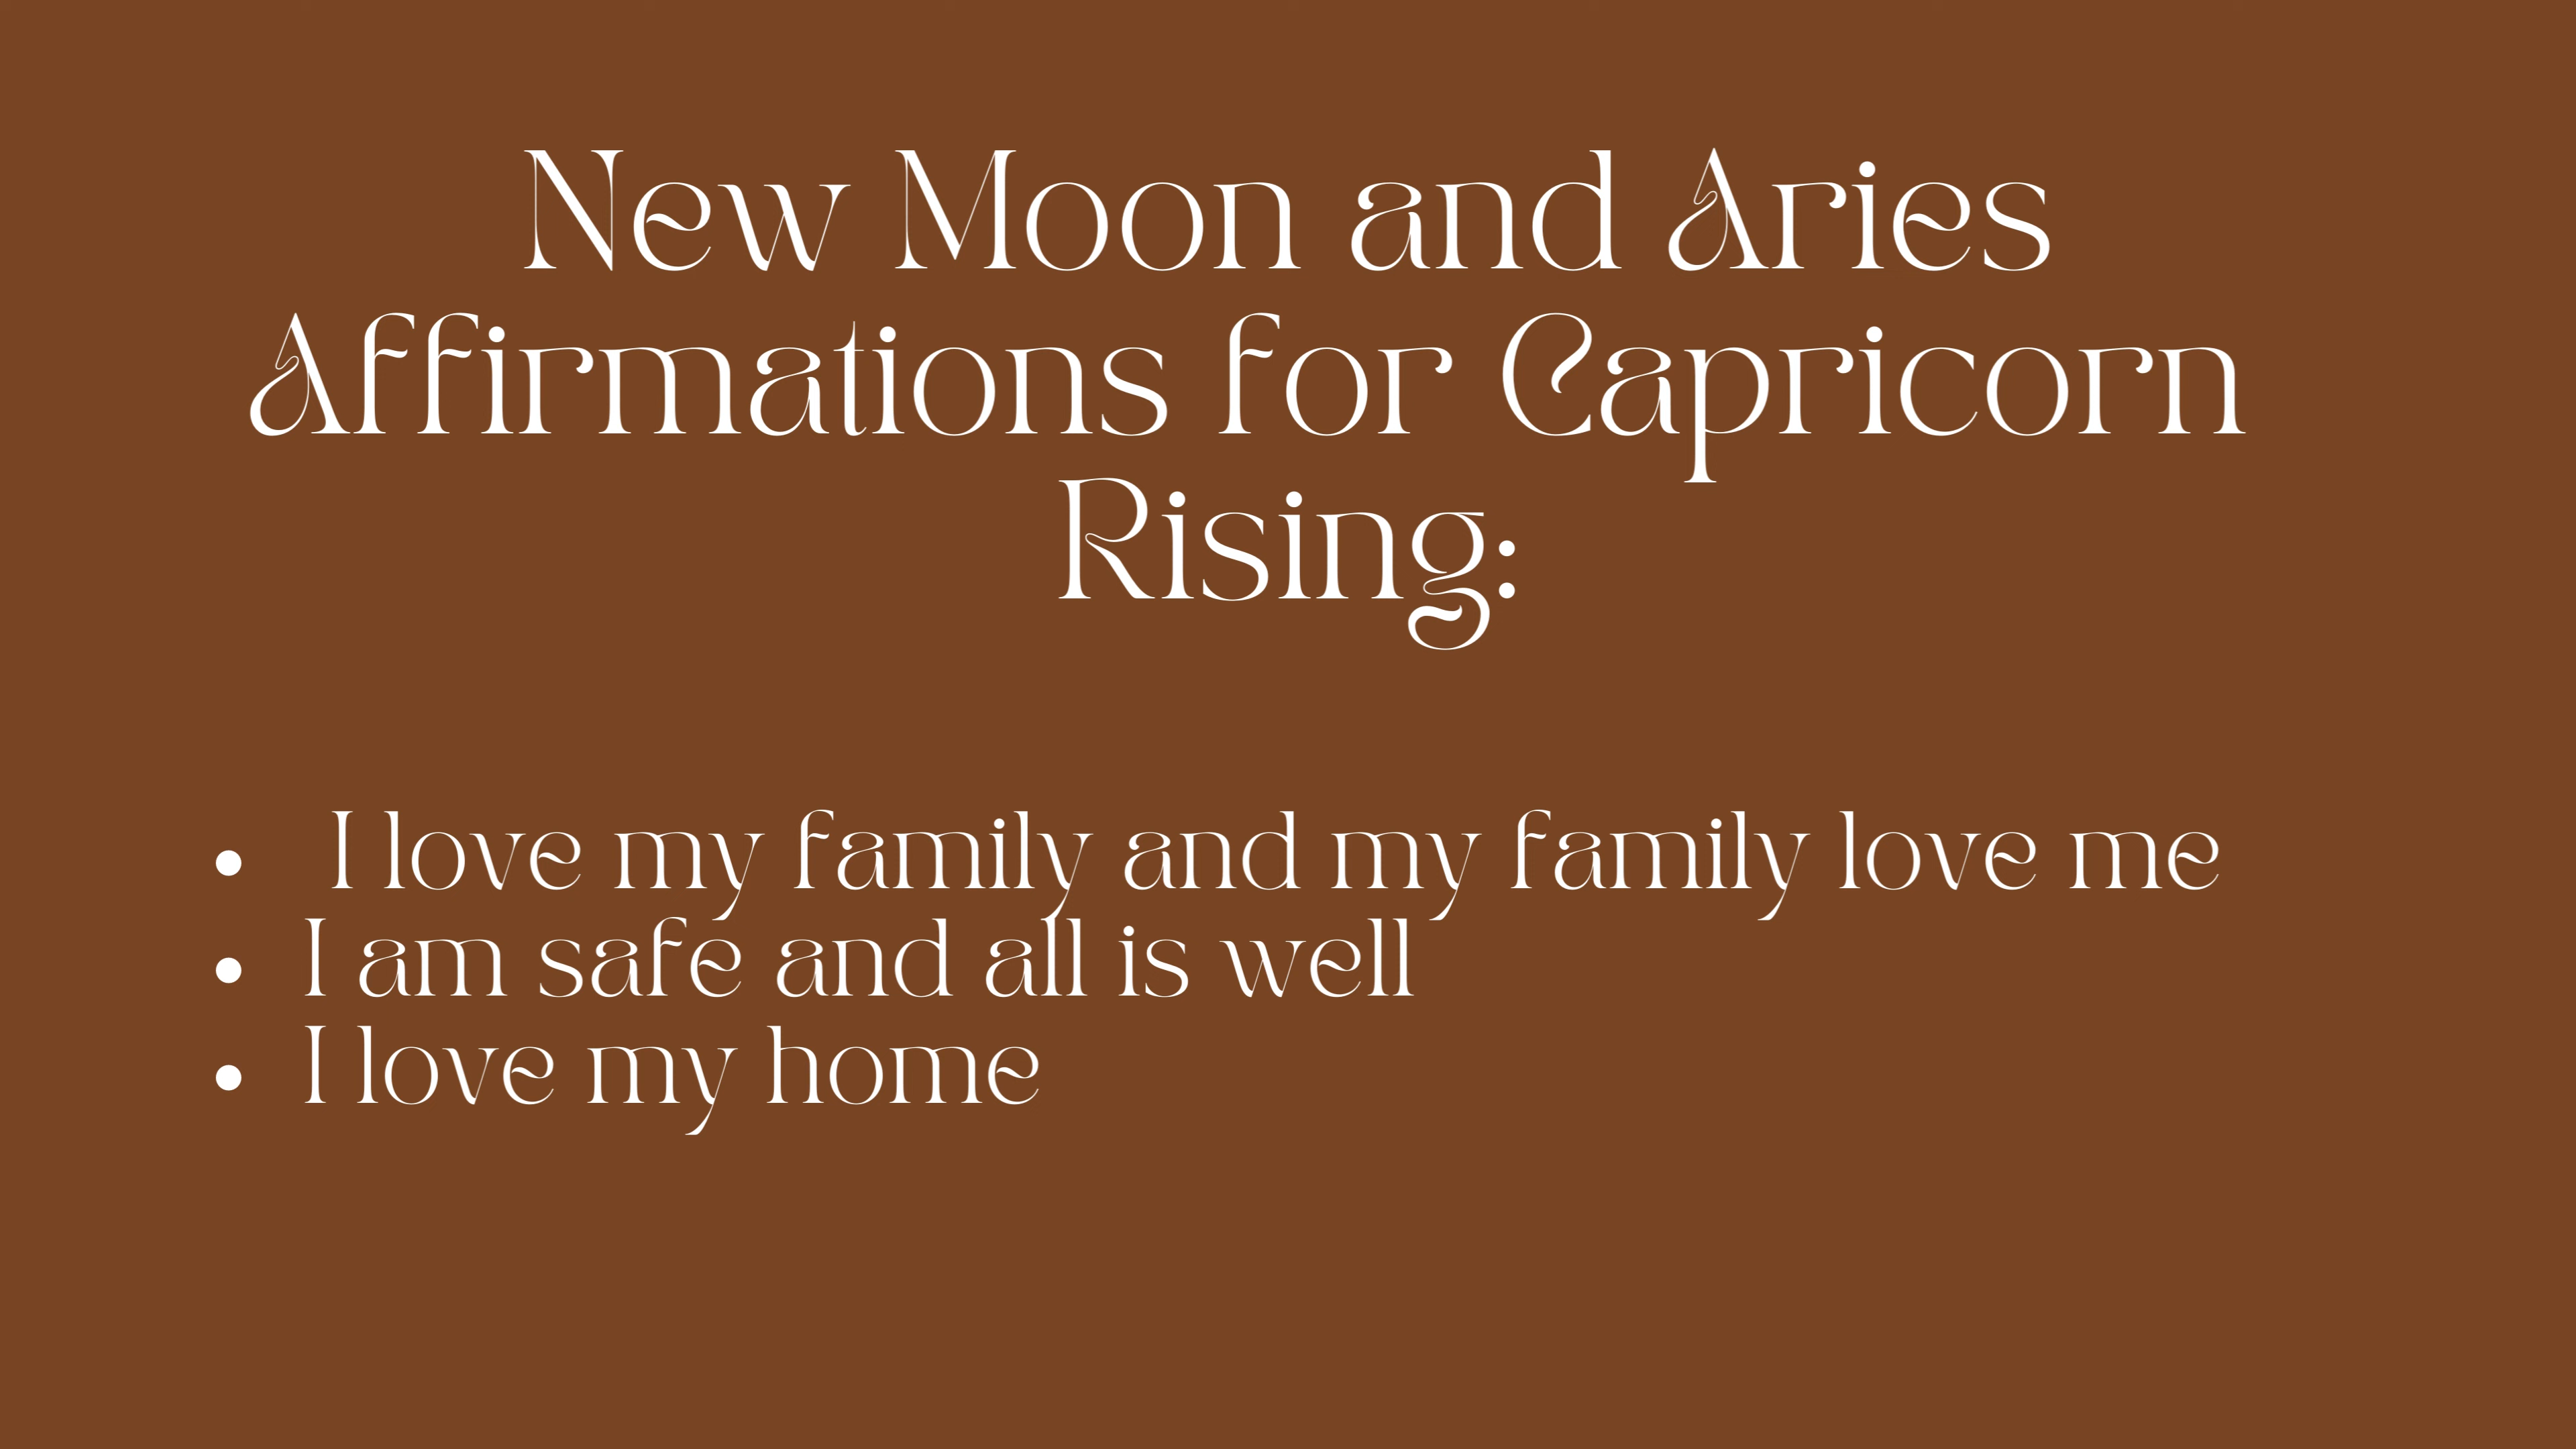 New Moon and Aries
Affirmations for Capricorn
Rising:
• I love my family and my family love me
• I am safe and all is well
• I love my home